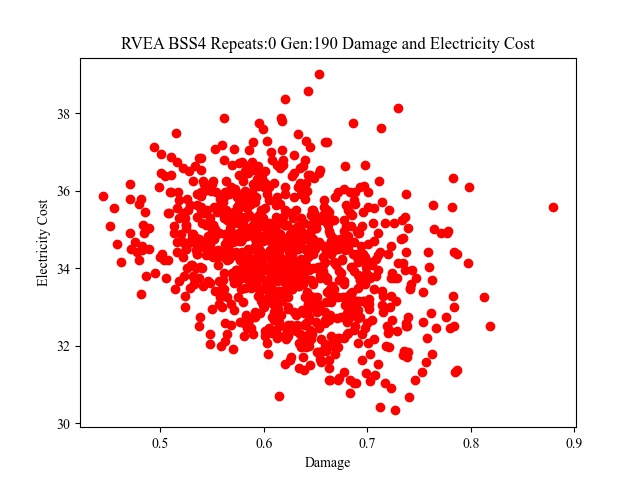 RVEA BSS4 Repeats:0 Gen:190 Damage and Electricity Cost
38
36
34
32
30
Electricity Cost
0.5 0.6 0.7 0.8 0.9
Damage